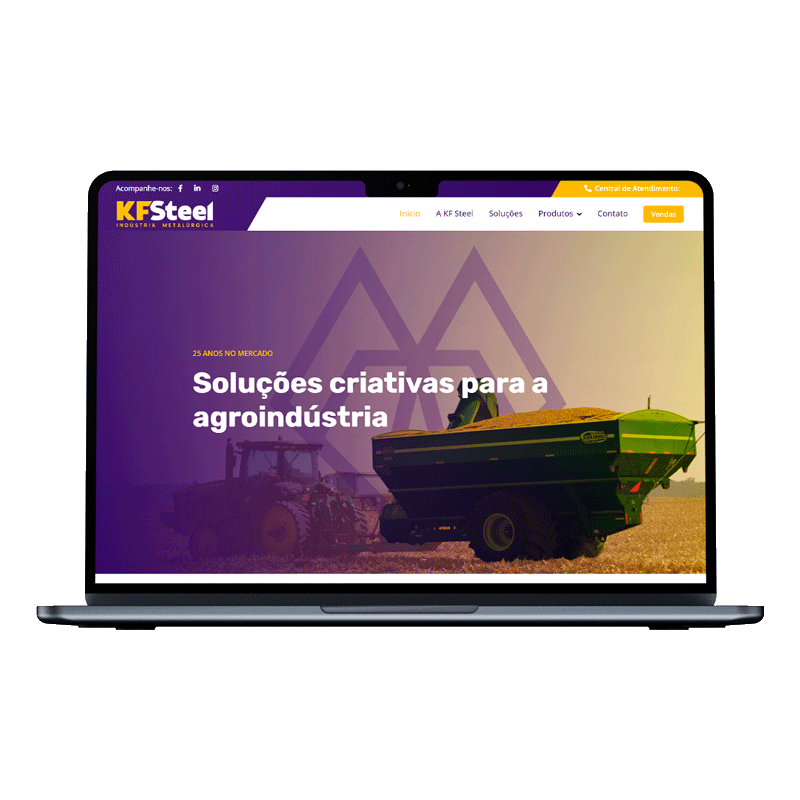 Acompanhe-nos:
Central de Atendimento:
KFSteel
INDÚSTRIA METALÚRGICA
Início
A KF Steel
Soluções
Produtos
Contato
Vendas
25 ANOS NO MERCADO
Soluções criativas para a
agroindústria